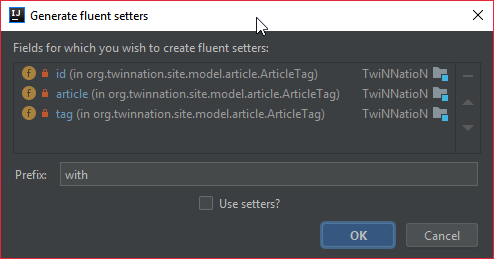 IJ Generate fluent setters
Fields for which you wish to create fluent setters:
f id (in org.twinnation.site.model.article.ArticleTag) TwiNNatioN
f article (in org.twinnation.site.model.article.ArticleTag) TwiNNatioN
f tag (in org.twinnation.site.model.article.ArticleTag) TwiNNatioN
Prefix: with
Use setters?
OK Cancel